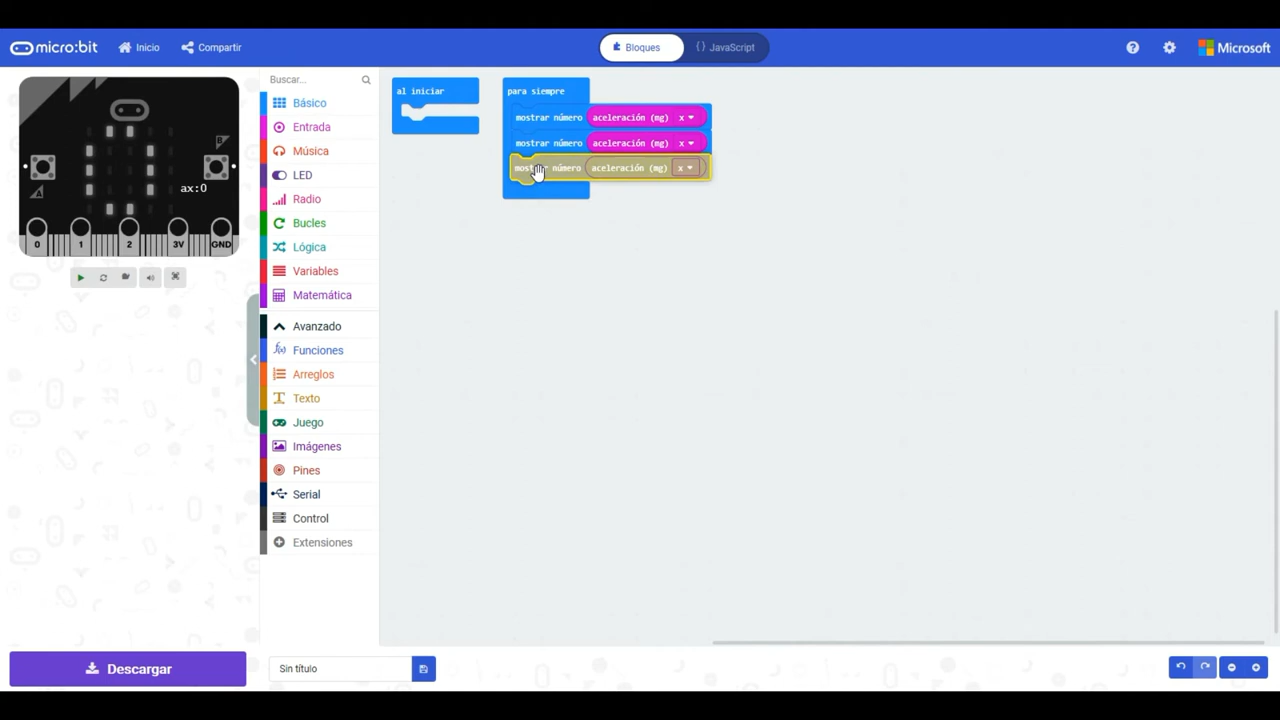 micro:bit
Inicio
Compartir
Bloques
JavaScript
Microsoft
Buscar...
al iniciar
para siempre
Básico
mostrar número aceleración (mg) x
Entrada
mostrar número aceleración (mg) x
Música
mostrar número aceleración (mg) x
LED
ax:0
Radio
B
A
0 1 2 3V GND
Bucles
Lógica
Variables
Matemática
Avanzado
Funciones
Arreglos
Texto
Juego
Imágenes
Pines
Serial
Control
Extensiones
Descargar
Sin título